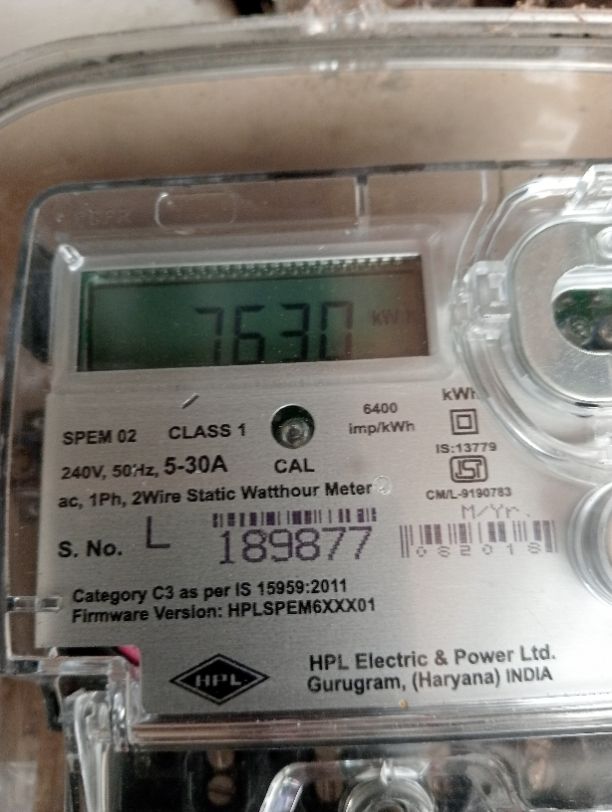 7630 kWh
kWh
6400
imp/kWh
SPEM 02 CLASS 1
IS:13779
240V, 50Hz, 5-30A CAL
CM/L-9190783
ac, 1Ph, 2Wire Static Watthour Meter
M/Yr.
S. No. L 189877
082018
Category C3 as per IS 15959:2011
Firmware Version: HPLSPEM6XXX01
HPL
HPL Electric & Power Ltd.
Gurugram, (Haryana) INDIA